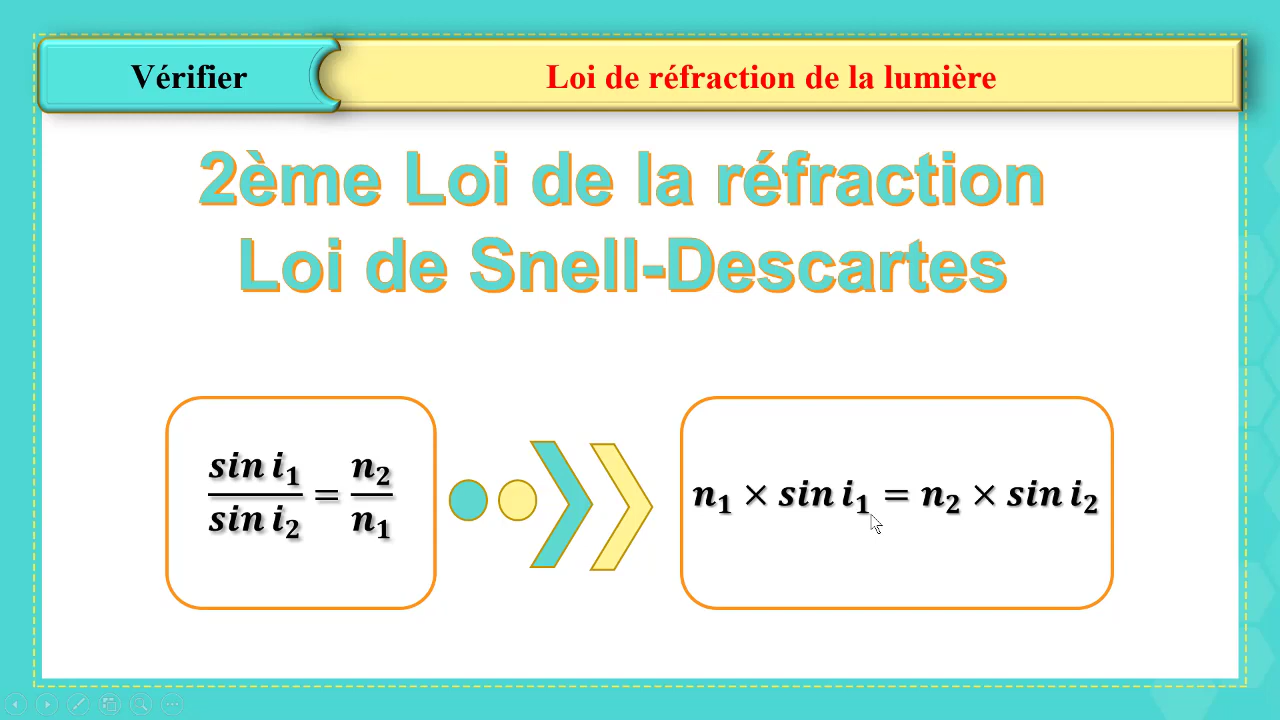 Vérifier
Loi de réfraction de la lumière
2ème Loi de la réfraction
Loi de Snell-Descartes
sin i₁ / sin i₂ = n₂ / n₁
n₁ × sin i₁ = n₂ × sin i₂